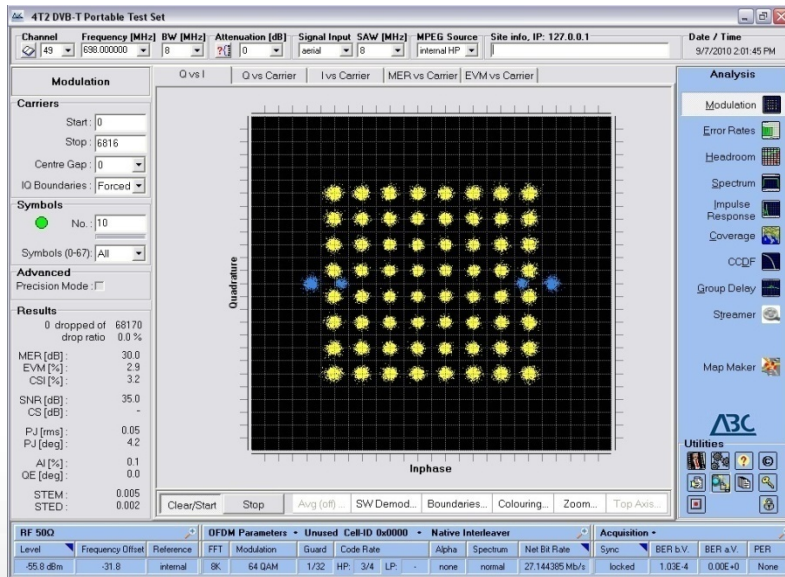 ABC 4T2 DVB-T Portable Test Set
Channel Frequency [MHz] BW [MHz] Attenuation [dB] Signal Input SAW [MHz] MPEG Source Site info, IP: 127.0.0.1 Date / Time
49 698.000000 8 0 aerial 8 internal HP 9/7/2010 2:01:45 PM
Modulation
Q vs I Q vs Carrier I vs Carrier MER vs Carrier EVM vs Carrier
Analysis
Carriers
Start: 0
Stop: 6816
Centre Gap: 0
IQ Boundaries: Forced
Symbols
No.: 10
Symbols (0-67): All
Advanced
Precision Mode:
Results
0 dropped of 68170
drop ratio 0.0 %
MER [dB]: 30.0
EVM [%]: 2.9
CSI [%]: 3.2
SNR [dB]: 35.0
CS [dB]: -
PJ [rms]: 0.05
PJ [deg]: 4.2
AI [%]: 0.1
QE [deg]: 0.0
STEM: 0.005
STED: 0.002
Quadrature
Inphase
Clear/Start Stop Avg (off)... SW Demod... Boundaries... Colouring... Zoom... Top Axis...
Modulation
Error Rates
Headroom
Spectrum
Impulse
Response
Coverage
CCDF
Group Delay
Streamer
Map Maker
ABC
Utilities
RF 50Ω OFDM Parameters - Unused Cell-ID 0x0000 - Native Interleaver Acquisition -
Level Frequency Offset Reference FFT Modulation Guard Code Rate Alpha Spectrum Net Bit Rate Sync BER b.V. BER a.V. PER
-55.8 dBm -31.8 internal 8K 64 QAM 1/32 HP: 3/4 LP: - none normal 27.144385 Mb/s locked 1.03E-4 0.00E+0 None